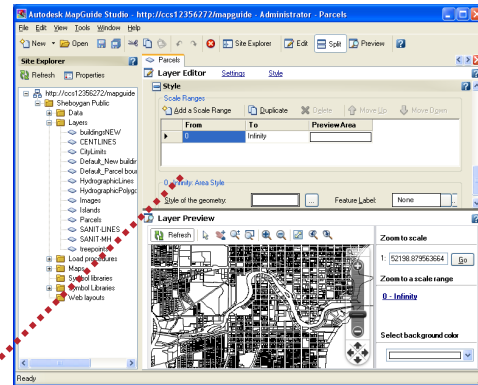 Autodesk MapGuide Studio - http://ccs12356272/mapguide - Administrator - Parcels
File Edit View Tools Window Help
New Open Site Explorer Edit Split Preview
Site Explorer
Refresh Properties
http://ccs12356272/mapguide
Sheboygan Public
Data
Layers
buildingsNEW
CENTLINES
CityLimits
Default_New buildin
Default_Parcel boun
HydrographicLines
HydrographicPolygo
Images
Islands
Parcels
SANIT-LINES
SANIT-MH
treepoints
Load procedures
Maps
Symbol libraries
Symbol Libraries
Web layouts
Parcels
Layer Editor Settings Style
Style
Scale Ranges
Add a Scale Range Duplicate Delete Move Up Move Down
From To Preview Area
0 Infinity
0 - Infinity: Area Style
Style of the geometry: Feature Label: None
Layer Preview
Refresh
Zoom to scale
1: 52198.879563664 Go
Zoom to a scale range
0 - Infinity
Select background color
Ready